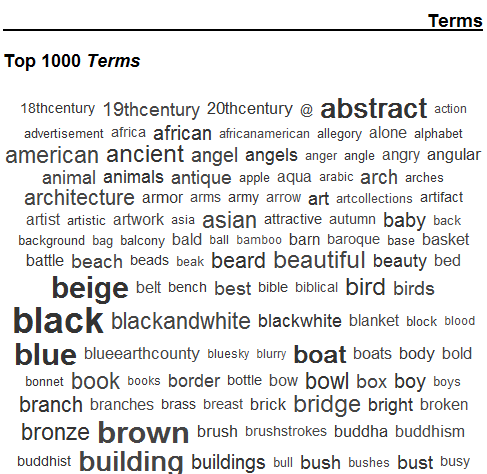 Terms
Top 1000 Terms
18thcentury 19thcentury 20thcentury @ abstract action
advertisement africa african africanamerican allegory alone alphabet
american ancient angel angels anger angle angry angular
animal animals antique apple aqua arabic arch arches
architecture armor arms army arrow art artcollections artifact
artist artistic artwork asia asian attractive autumn baby back
background bag balcony bald ball bamboo barn baroque base basket
battle beach beads beak beard beautiful beauty bed
beige belt bench best bible biblical bird birds
black blackandwhite blackwhite blanket block blood
blue blueearthcounty bluesky blurry boat boats body bold
bonnet book books border bottle bow bowl box boy boys
branch branches brass breast brick bridge bright broken
bronze brown brush brushstrokes buddha buddhism
buddhist building buildings bull bush bushes bust busy